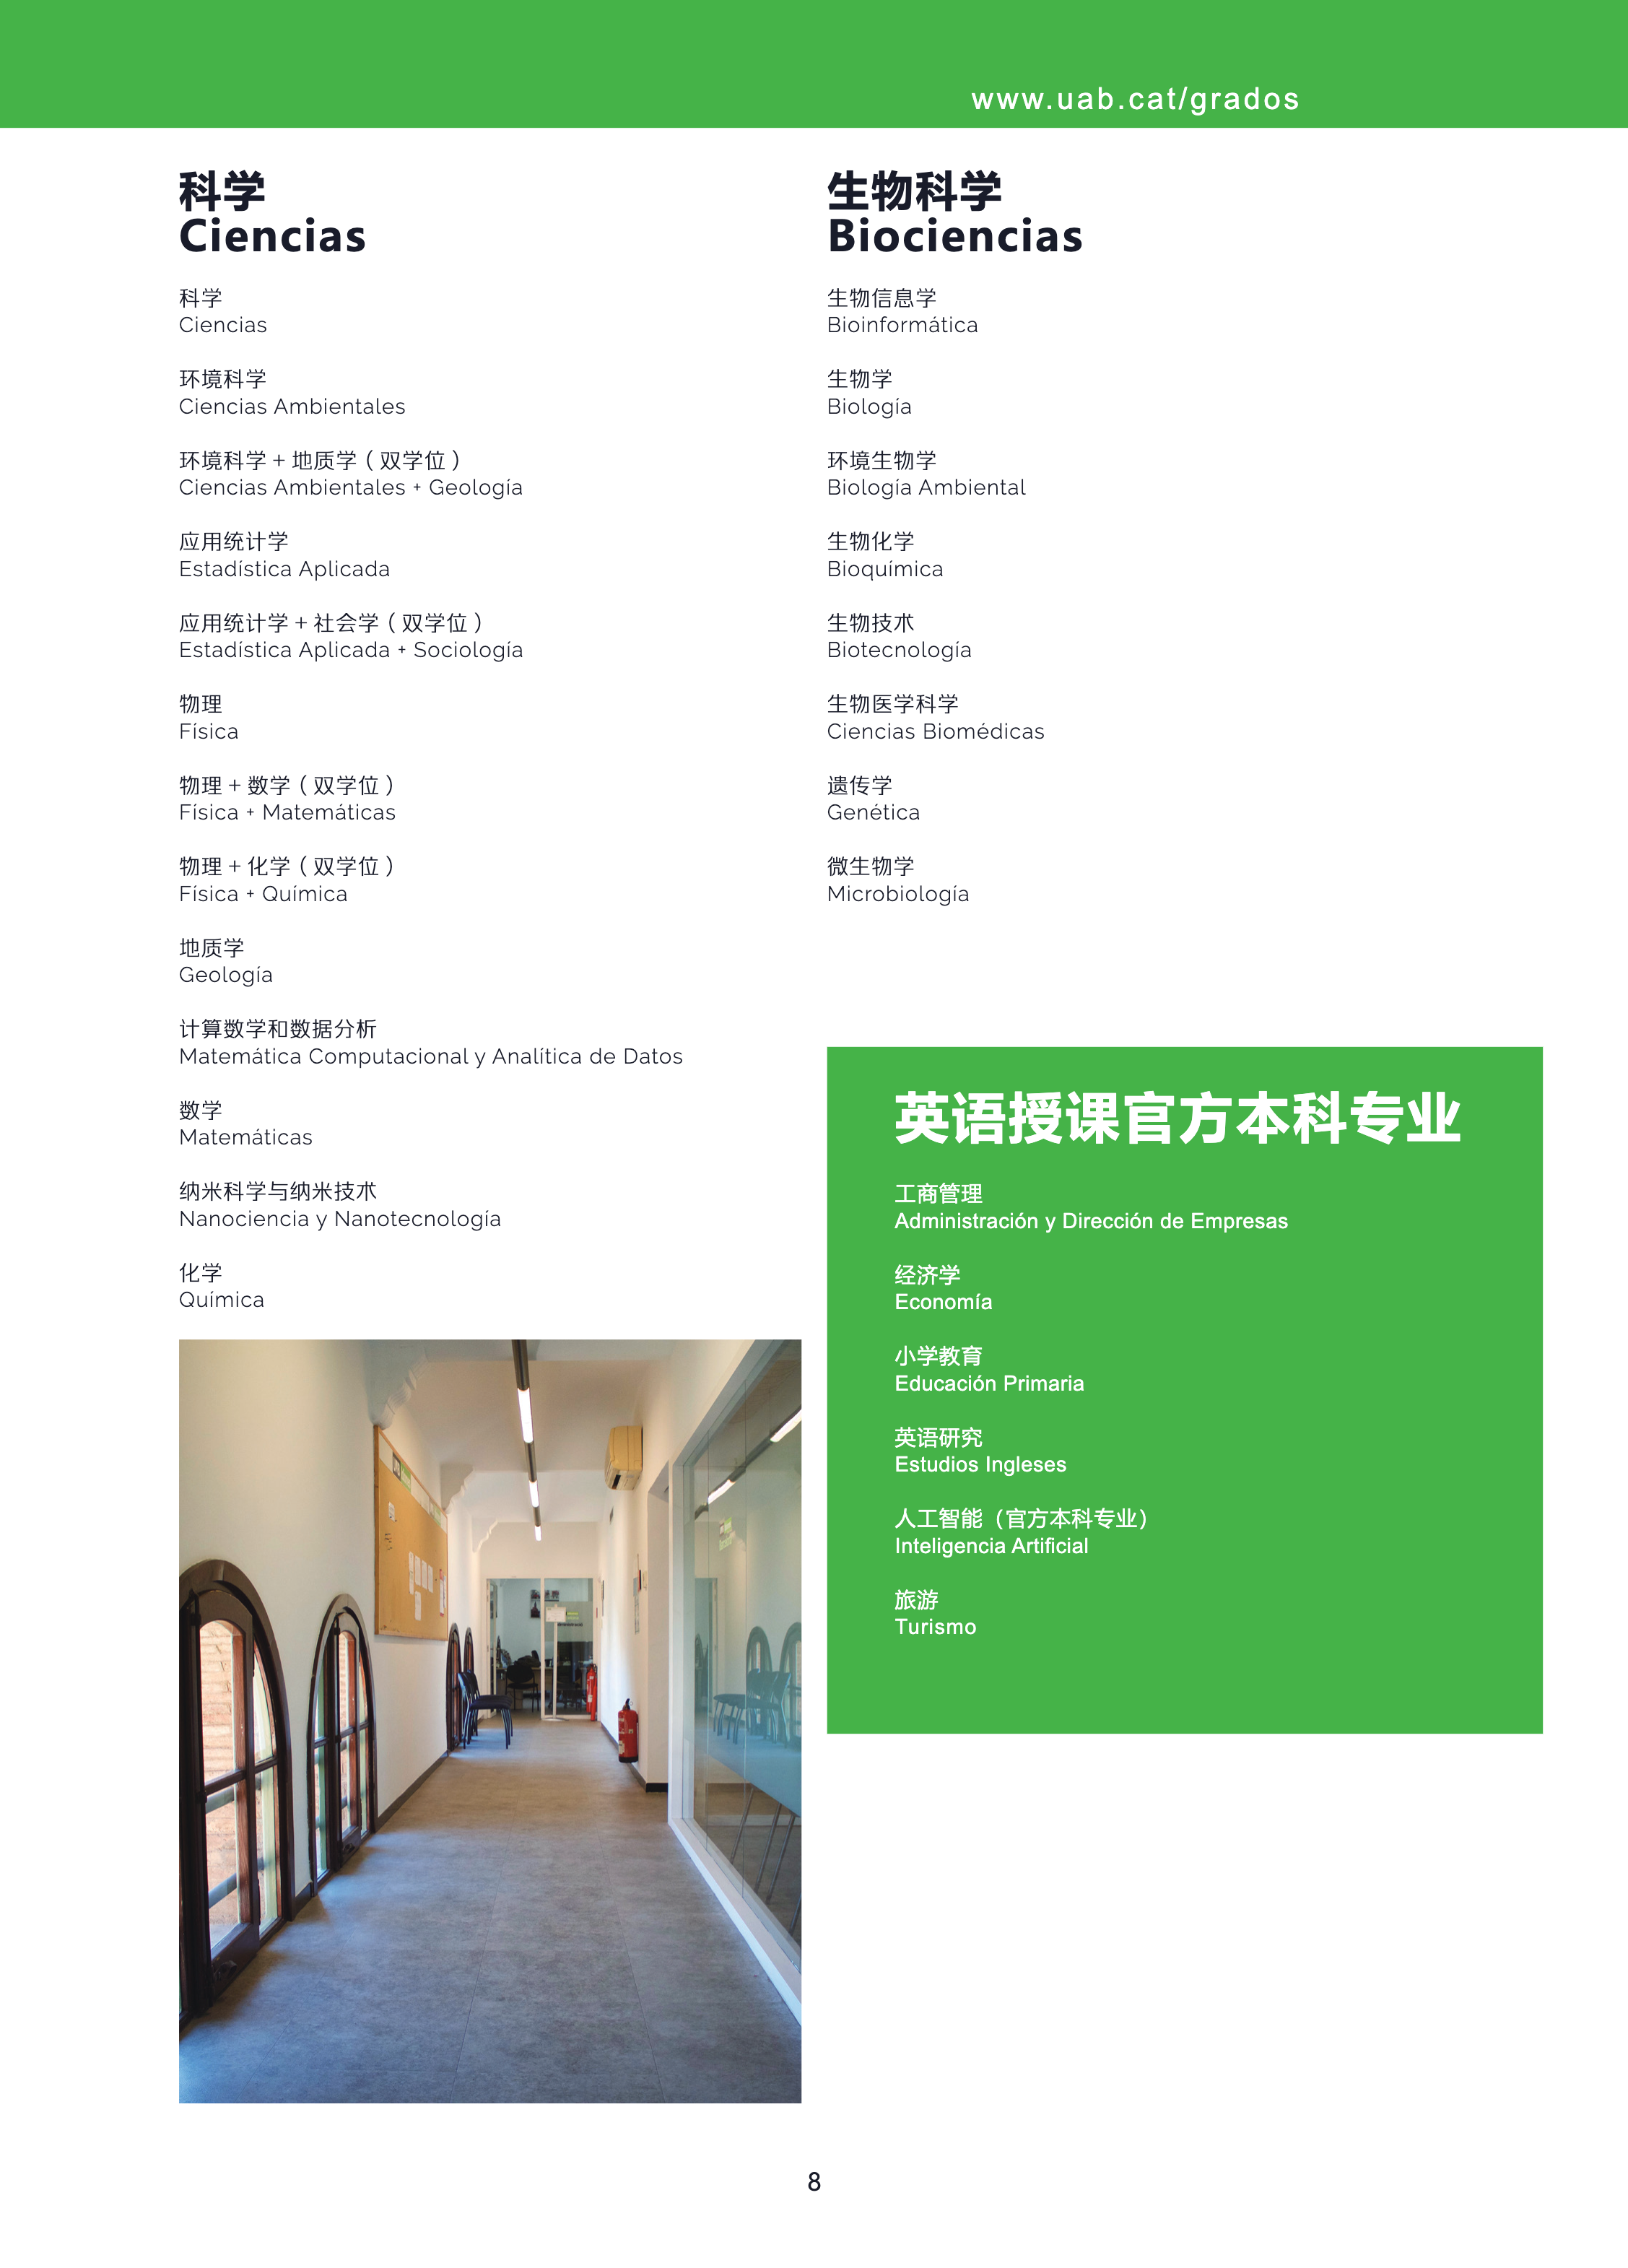 www.uab.cat/grados
科学
Ciencias
科学
Ciencias
环境科学
Ciencias Ambientales
环境科学 + 地质学（双学位）
Ciencias Ambientales + Geología
应用统计学
Estadística Aplicada
应用统计学 + 社会学（双学位）
Estadística Aplicada + Sociología
物理
Física
物理 + 数学（双学位）
Física + Matemáticas
物理 + 化学（双学位）
Física + Química
地质学
Geología
计算数学和数据分析
Matemática Computacional y Analítica de Datos
数学
Matemáticas
纳米科学与纳米技术
Nanociencia y Nanotecnología
化学
Química
生物科学
Biociencias
生物信息学
Bioinformática
生物学
Biología
环境生物学
Biología Ambiental
生物化学
Bioquímica
生物技术
Biotecnología
生物医学科学
Ciencias Biomédicas
遗传学
Genética
微生物学
Microbiología
英语授课官方本科专业
工商管理
Administración y Dirección de Empresas
经济学
Economía
小学教育
Educación Primaria
英语研究
Estudios Ingleses
人工智能（官方本科专业）
Inteligencia Artificial
旅游
Turismo
8